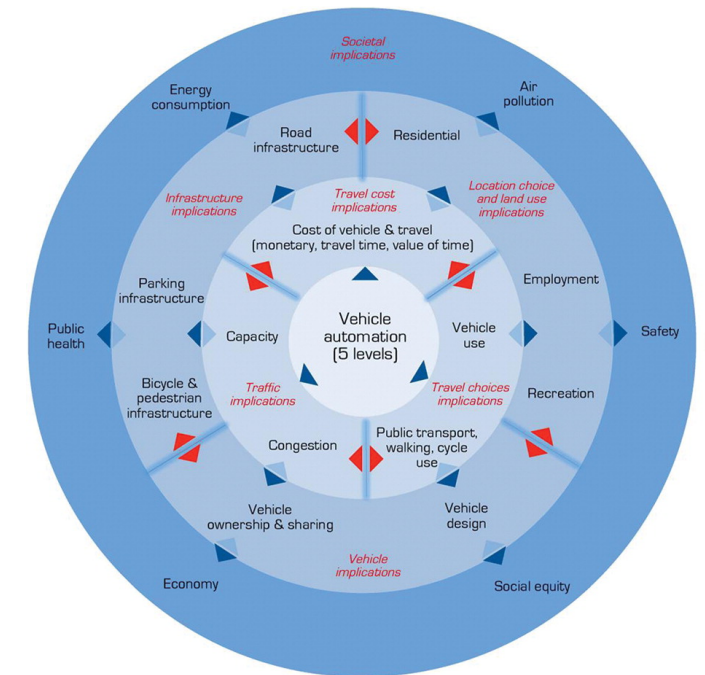 Societal
implications
Energy
consumption
Air
pollution
Road
infrastructure
Residential
Infrastructure
implications
Travel cost
implications
Location choice
and land use
implications
Cost of vehicle & travel
(monetary, travel time, value of time)
Parking
infrastructure
Employment
Public
health
Capacity
Vehicle
automation
(5 levels)
Vehicle
use
Safety
Bicycle &
pedestrian
infrastructure
Traffic
implications
Travel choices
implications
Recreation
Congestion
Public transport,
walking, cycle
use
Vehicle
ownership & sharing
Vehicle
design
Vehicle
implications
Economy
Social equity